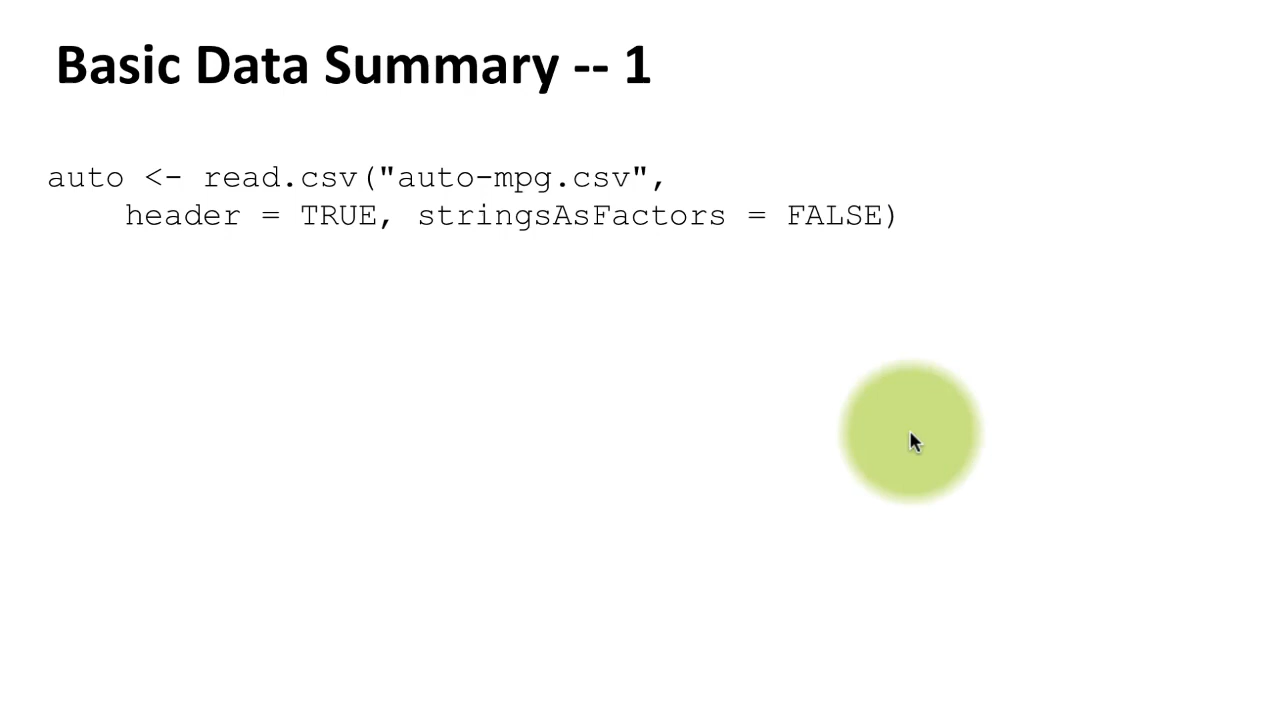 Basic Data Summary -- 1
auto <- read.csv("auto-mpg.csv",
header = TRUE, stringsAsFactors = FALSE)